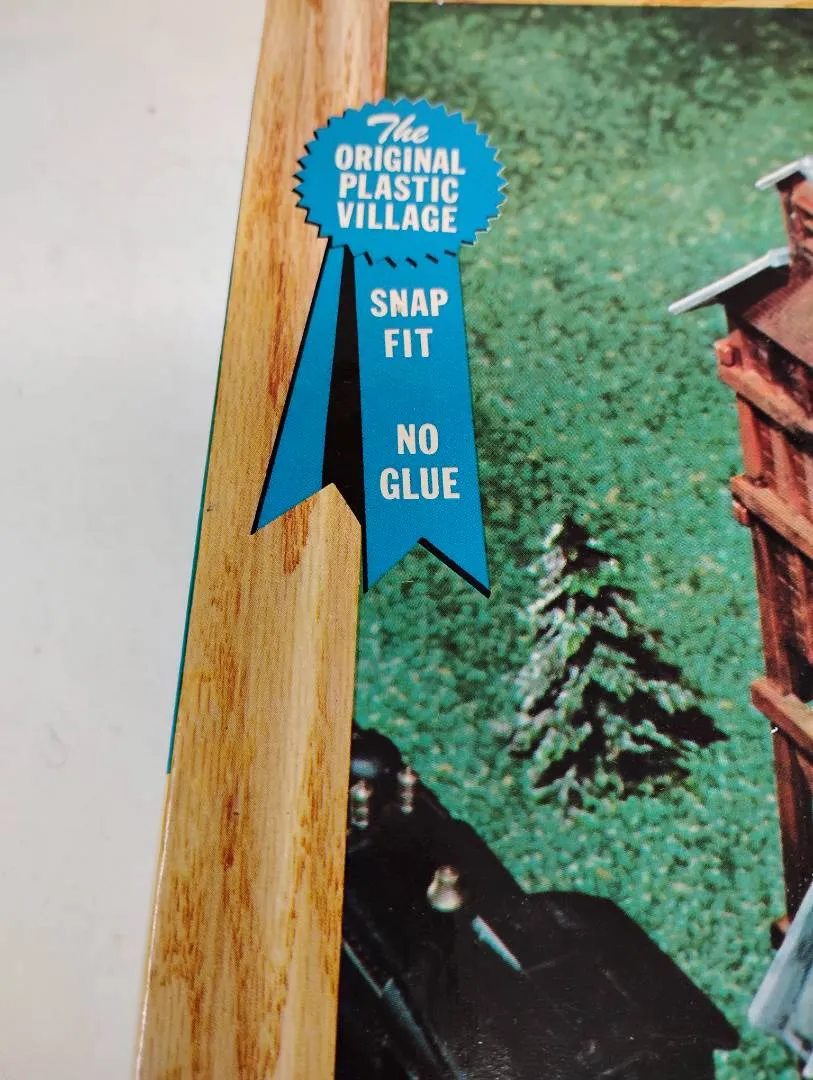 The
ORIGINAL
PLASTIC
VILLAGE
SNAP
FIT
NO
GLUE